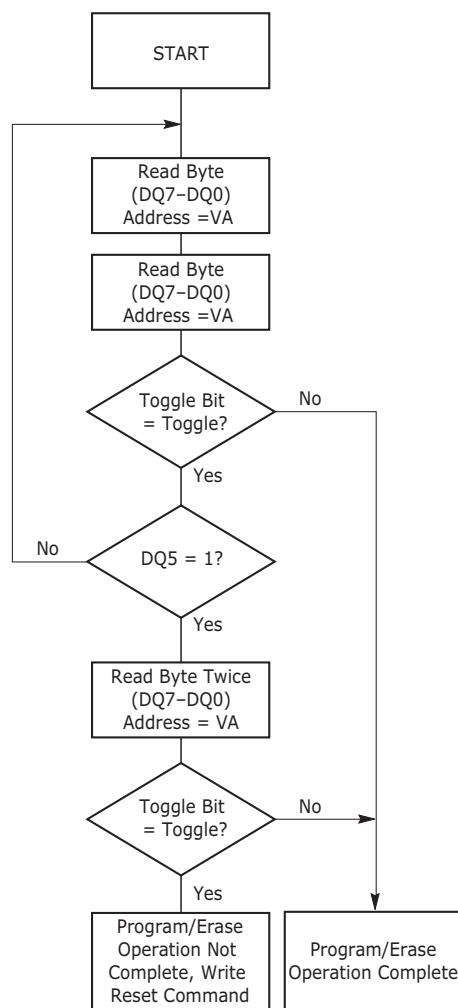 START
Read Byte
(DQ7–DQ0)
Address =VA
Read Byte
(DQ7–DQ0)
Address =VA
Toggle Bit
= Toggle?
No
Yes
No
DQ5 = 1?
Yes
Read Byte Twice
(DQ7–DQ0)
Address = VA
Toggle Bit
= Toggle?
No
Yes
Program/Erase
Operation Not
Complete, Write
Reset Command
Program/Erase
Operation Complete